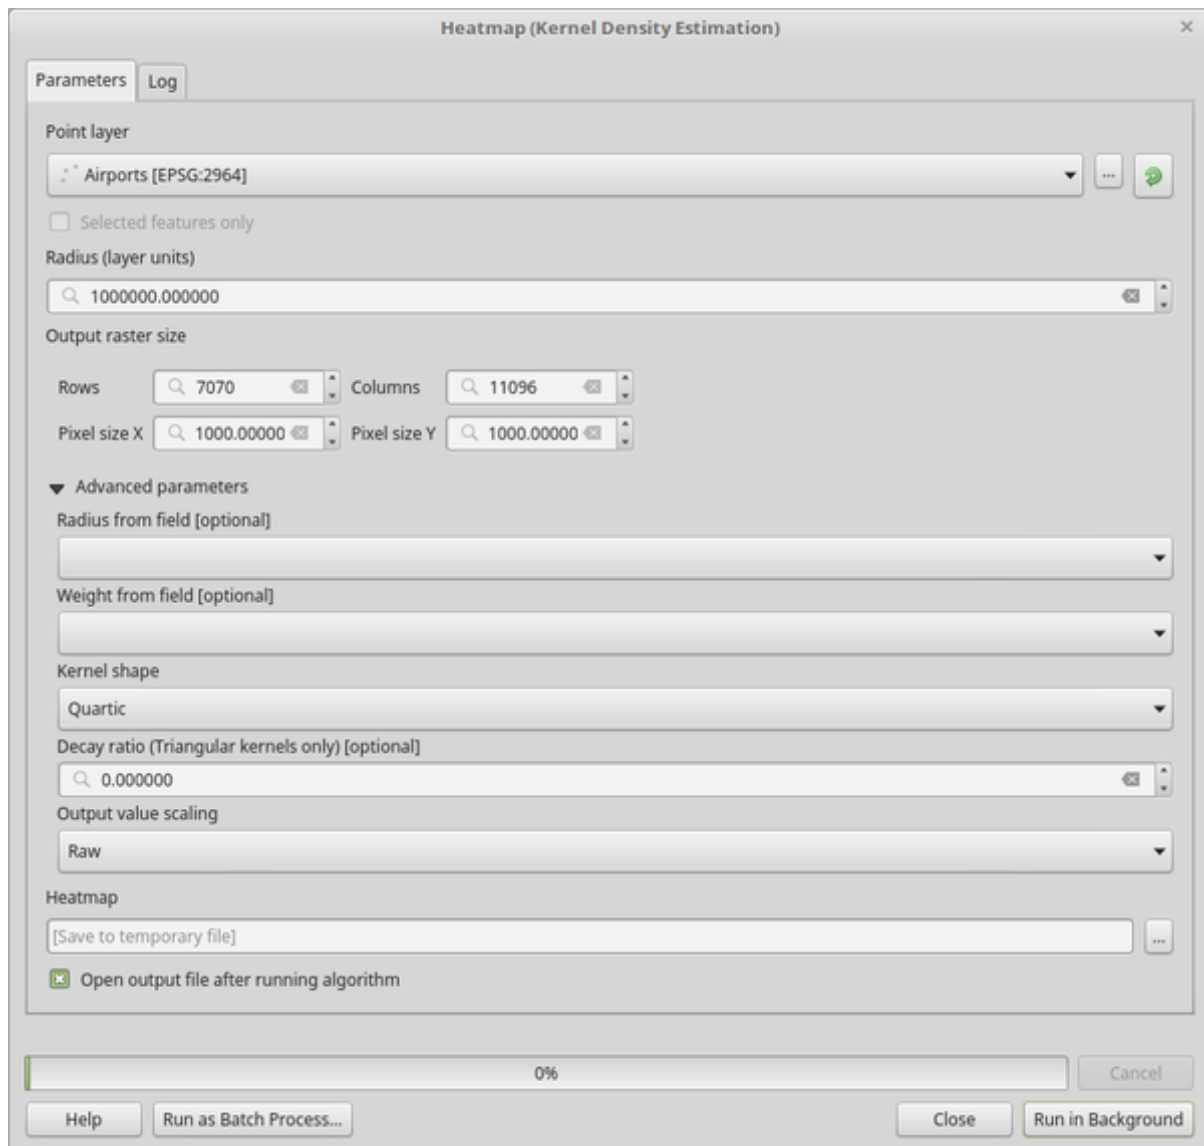 Heatmap (Kernel Density Estimation)
Parameters Log
Point layer
Airports [EPSG:2964] ...
Selected features only
Radius (layer units)
1000000.000000
Output raster size
Rows 7070 Columns 11096
Pixel size X 1000.00000 Pixel size Y 1000.00000
Advanced parameters
Radius from field [optional]
Weight from field [optional]
Kernel shape
Quartic
Decay ratio (Triangular kernels only) [optional]
0.000000
Output value scaling
Raw
Heatmap
[Save to temporary file] ...
Open output file after running algorithm
0% Cancel
Help Run as Batch Process... Close Run in Background